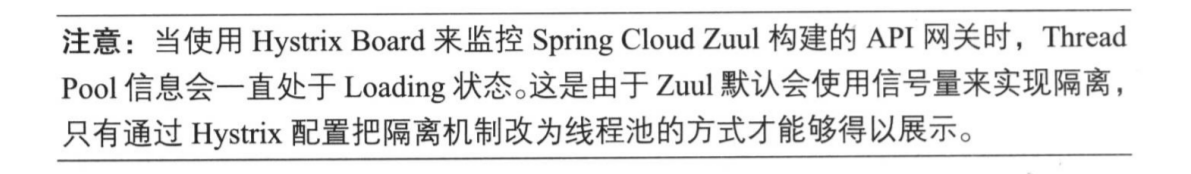 注意：当使用 Hystrix Board 来监控 Spring Cloud Zuul 构建的 API 网关时，Thread
Pool 信息会一直处于 Loading 状态。这是由于 Zuul 默认会使用信号量来实现隔离，
只有通过 Hystrix 配置把隔离机制改为线程池的方式才能够得以展示。